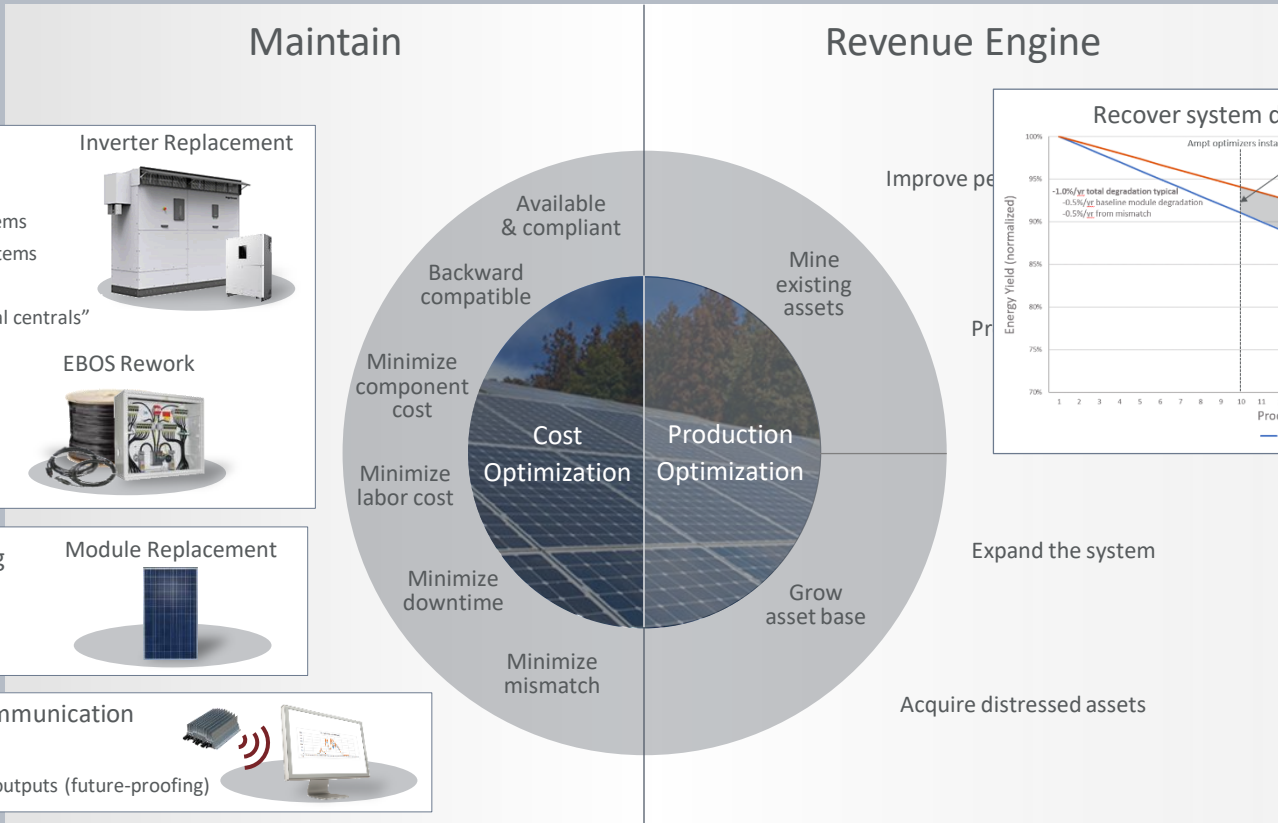 Maintain
Revenue Engine
Inverter Replacement
ems
tems
al centrals”
EBOS Rework
g
Module Replacement
mmunication
outputs (future-proofing)
Available
& compliant
Backward
compatible
Minimize
component
cost
Minimize
labor cost
Minimize
downtime
Minimize
mismatch
Cost
Optimization
Production
Optimization
Mine
existing
assets
Grow
asset base
Improve pe
Pr
Expand the system
Acquire distressed assets
Recover system d
Ampt optimizers insta
-1.0%/yr total degradation typical
-0.5%/yr baseline module degradation
-0.5%/yr from mismatch
Energy Yield (normalized)
100%
95%
90%
80%
75%
70%
1 2 3 4 5 6 7 8 9 10 11
Proc